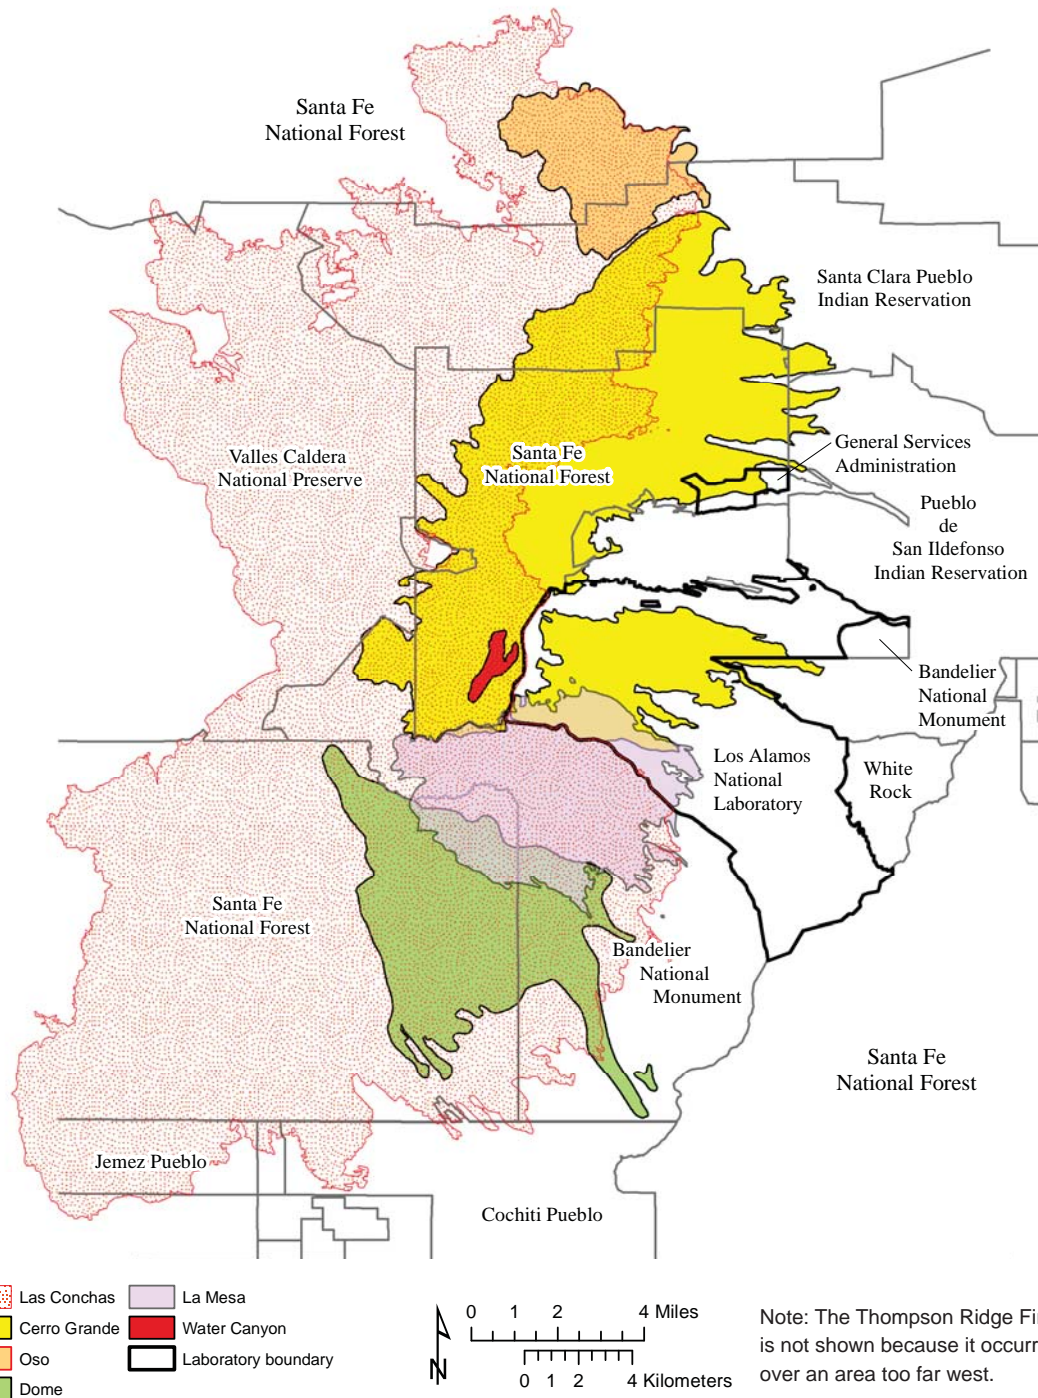 Santa Fe
National Forest
Santa Clara Pueblo
Indian Reservation
General Services
Administration
Valles Caldera
National Preserve
Santa Fe
National Forest
Pueblo
de
San Ildefonso
Indian Reservation
Bandelier
National
Monument
Los Alamos
National
Laboratory
White
Rock
Santa Fe
National Forest
Bandelier
National
Monument
Santa Fe
National Forest
Jemez Pueblo
Cochiti Pueblo
Las Conchas
Cerro Grande
Oso
Dome
La Mesa
Water Canyon
Laboratory boundary
N
0 1 2 4 Miles
0 1 2 4 Kilometers
Note: The Thompson Ridge Fi
is not shown because it occurr
over an area too far west.